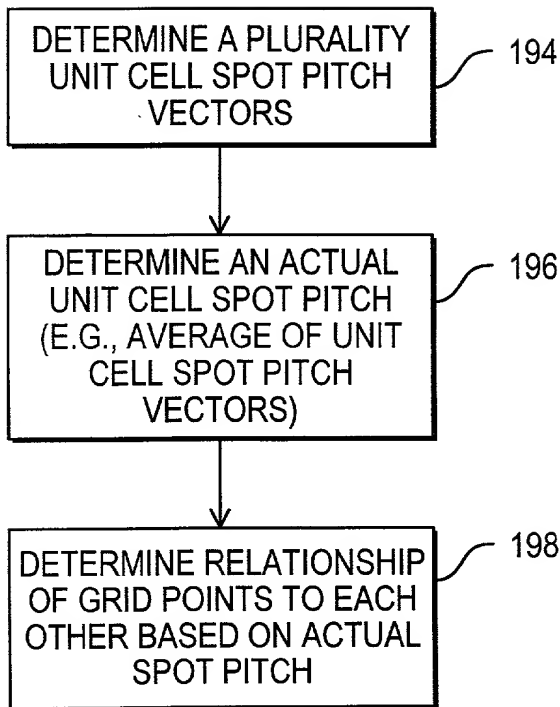 DETERMINE A PLURALITY
UNIT CELL SPOT PITCH
VECTORS
194
DETERMINE AN ACTUAL
UNIT CELL SPOT PITCH
(E.G., AVERAGE OF UNIT
CELL SPOT PITCH
VECTORS)
196
DETERMINE RELATIONSHIP
OF GRID POINTS TO EACH
OTHER BASED ON ACTUAL
SPOT PITCH
198